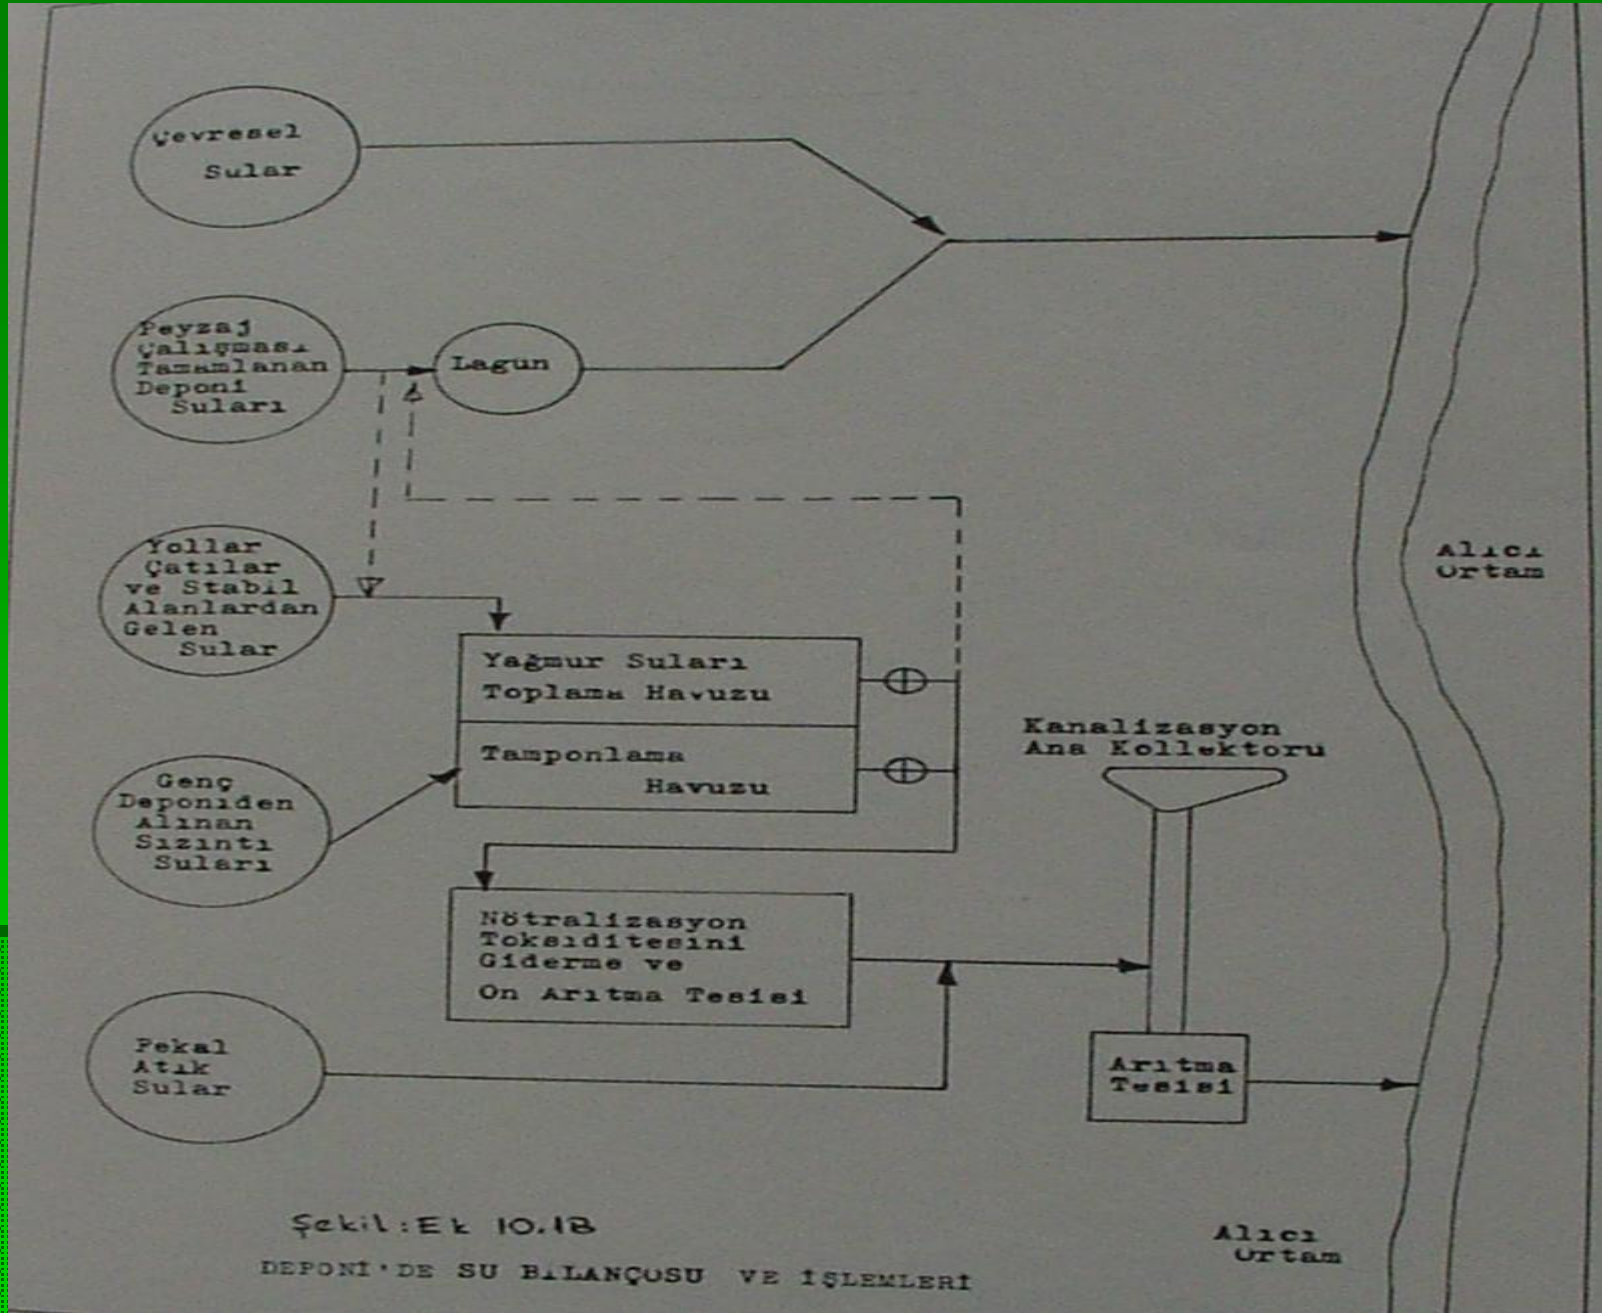 Çevresel
Sular
Peyzaj
Çalışması
Tamamlanan
Deponi
Suları
Lagun
Yollar
Çatılar
ve Stabil
Alanlardan
Gelen
Sular
Yağmur Suları
Toplama Havuzu
Tamponlama
Havuzu
Genç
Deponiden
Alınan
Sızıntı
Suları
Nötralizasyon
Toksiditesini
Giderme ve
On Arıtma Tesisi
Fekal
Atık
Sular
Kanalizasyon
Ana Kollektoru
Arıtma
Tesisi
Alıcı
Ortam
Alıcı
Ortam
Şekil:Ek 10.1B
DEPONİ'DE SU BİLANÇOSU VE İŞLEMLERİ